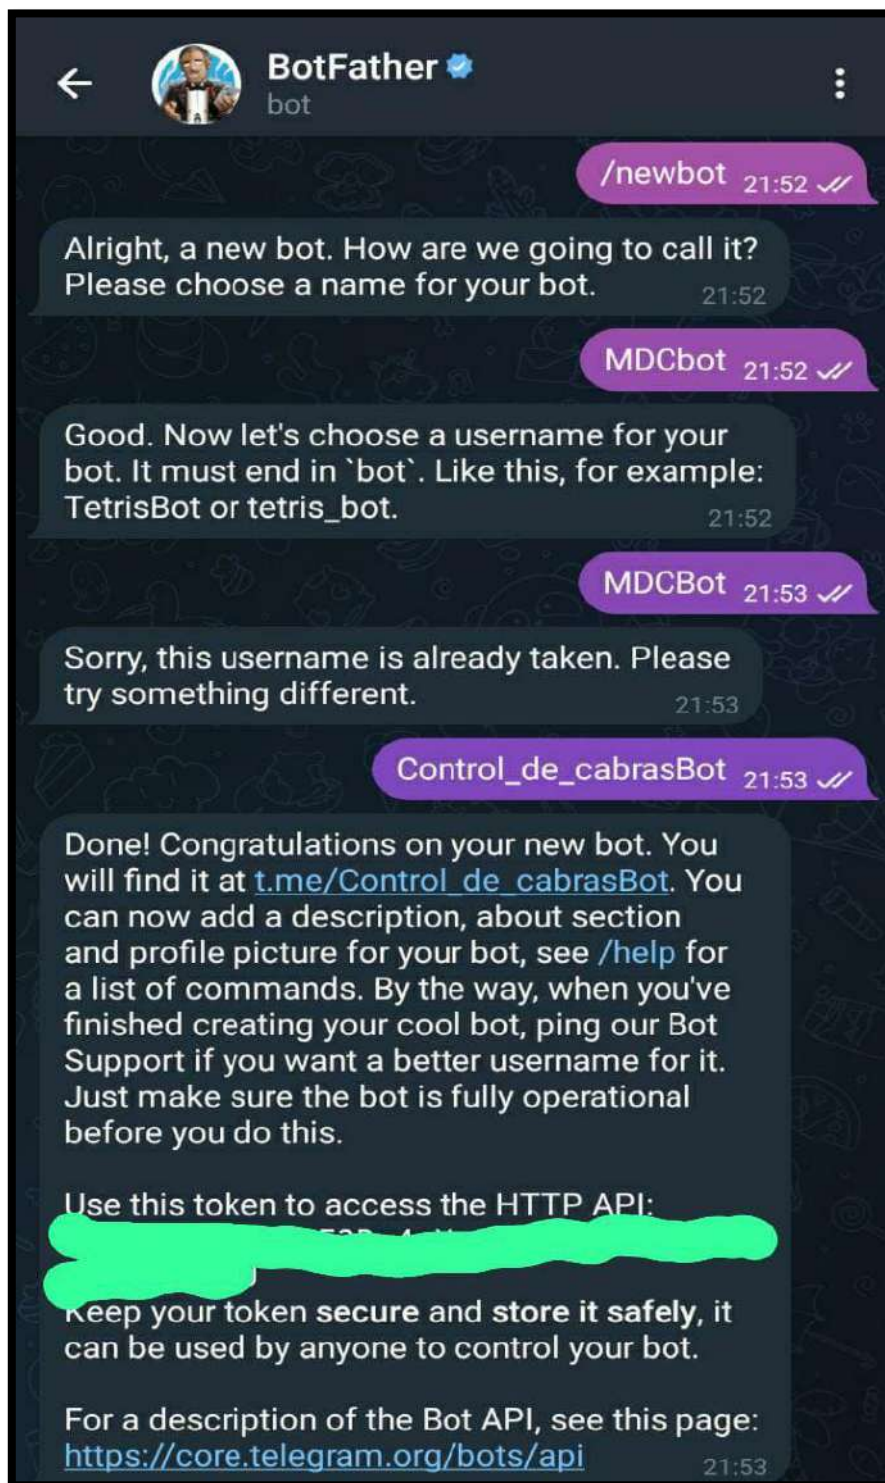 BotFather
bot
/newbot 21:52
Alright, a new bot. How are we going to call it?
Please choose a name for your bot. 21:52
MDCbot 21:52
Good. Now let's choose a username for your
bot. It must end in `bot`. Like this, for example:
TetrisBot or tetris_bot. 21:52
MDCBot 21:53
Sorry, this username is already taken. Please
try something different. 21:53
Control_de_cabrasBot 21:53
Done! Congratulations on your new bot. You
will find it at t.me/Control_de_cabrasBot. You
can now add a description, about section
and profile picture for your bot, see /help for
a list of commands. By the way, when you've
finished creating your cool bot, ping our Bot
Support if you want a better username for it.
Just make sure the bot is fully operational
before you do this.
Use this token to access the HTTP API:
Keep your token secure and store it safely, it
can be used by anyone to control your bot.
For a description of the Bot API, see this page:
https://core.telegram.org/bots/api 21:53